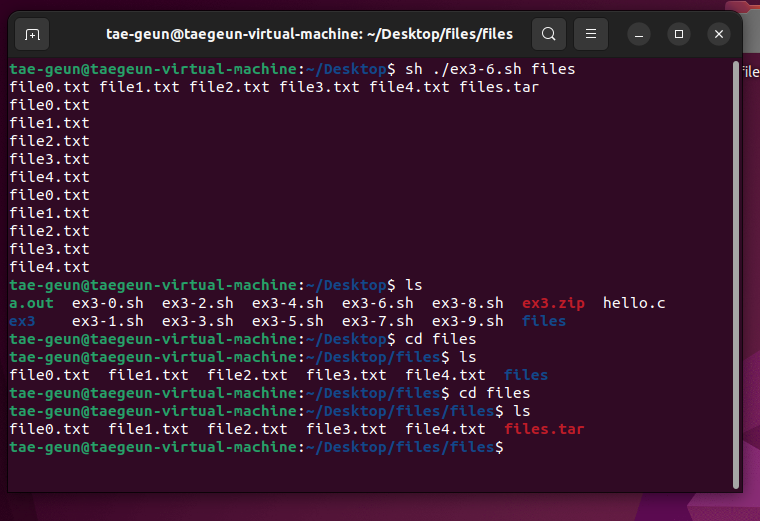 tae-geun@taegeun-virtual-machine: ~/Desktop/files/files
file
tae-geun@taegeun-virtual-machine:~/Desktop$ sh ./ex3-6.sh files
file0.txt file1.txt file2.txt file3.txt file4.txt files.tar
file0.txt
file1.txt
file2.txt
file3.txt
file4.txt
file0.txt
file1.txt
file2.txt
file3.txt
file4.txt
tae-geun@taegeun-virtual-machine:~/Desktop$ ls
a.out  ex3-0.sh  ex3-2.sh  ex3-4.sh  ex3-6.sh  ex3-8.sh  ex3.zip  hello.c
ex3    ex3-1.sh  ex3-3.sh  ex3-5.sh  ex3-7.sh  ex3-9.sh  files
tae-geun@taegeun-virtual-machine:~/Desktop$ cd files
tae-geun@taegeun-virtual-machine:~/Desktop/files$ ls
file0.txt  file1.txt  file2.txt  file3.txt  file4.txt  files
tae-geun@taegeun-virtual-machine:~/Desktop/files$ cd files
tae-geun@taegeun-virtual-machine:~/Desktop/files/files$ ls
file0.txt  file1.txt  file2.txt  file3.txt  file4.txt  files.tar
tae-geun@taegeun-virtual-machine:~/Desktop/files/files$